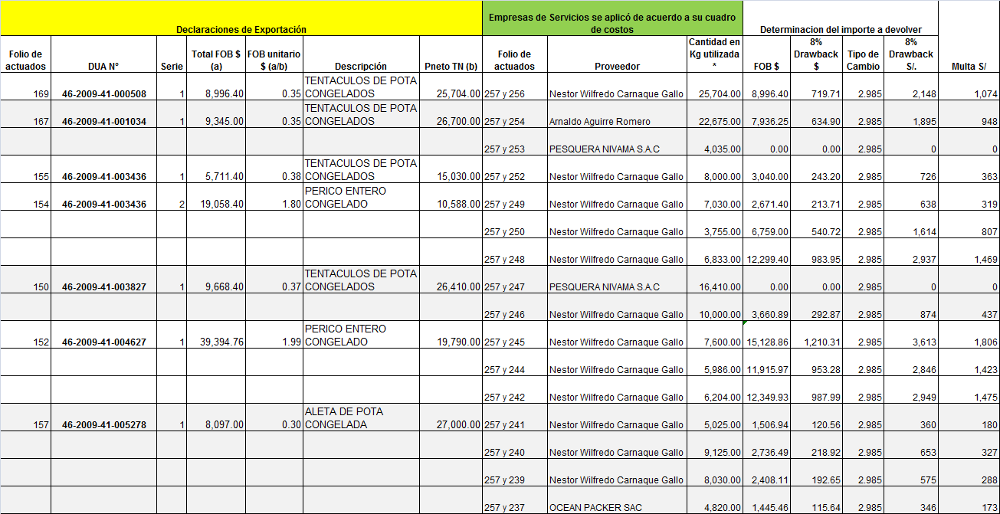 Declaraciones de Exportación
Empresas de Servicios se aplicó de acuerdo a su cuadro
de costos
Determinacion del importe a devolver
Folio de
actuados
DUA Nº
Serie
Total FOB $
(a)
FOB unitario
$ (a/b)
Descripción
Pneto TN (b)
Folio de
actuados
Proveedor
Cantidad en
Kg utilizada
*
FOB $
8%
Drawback
$
Tipo de
Cambio
8%
Drawback
S/.
Multa S/
TENTACULOS DE POTA
169 46-2009-41-000508 1 8,996.40 0.35 CONGELADOS 25,704.00 257 y 256 Nestor Wilfredo Carnaque Gallo 25,704.00 8,996.40 719.71 2.985 2,148 1,074
TENTACULOS DE POTA
167 46-2009-41-001034 1 9,345.00 0.35 CONGELADOS 26,700.00 257 y 254 Arnaldo Aguirre Romero 22,675.00 7,936.25 634.90 2.985 1,895 948
257 y 253 PESQUERA NIVAMA S.A.C 4,035.00 0.00 0.00 2.985 0 0
TENTACULOS DE POTA
155 46-2009-41-003436 1 5,711.40 0.38 CONGELADOS 15,030.00 257 y 252 Nestor Wilfredo Carnaque Gallo 8,000.00 3,040.00 243.20 2.985 726 363
PERICO ENTERO
154 46-2009-41-003436 2 19,058.40 1.80 CONGELADO 10,588.00 257 y 249 Nestor Wilfredo Carnaque Gallo 7,030.00 2,671.40 213.71 2.985 638 319
257 y 250 Nestor Wilfredo Carnaque Gallo 3,755.00 6,759.00 540.72 2.985 1,614 807
257 y 248 Nestor Wilfredo Carnaque Gallo 6,833.00 12,299.40 983.95 2.985 2,937 1,469
TENTACULOS DE POTA
150 46-2009-41-003827 1 9,668.40 0.37 CONGELADOS 26,410.00 257 y 247 PESQUERA NIVAMA S.A.C 16,410.00 0.00 0.00 2.985 0 0
257 y 246 Nestor Wilfredo Carnaque Gallo 10,000.00 3,660.89 292.87 2.985 874 437
PERICO ENTERO
152 46-2009-41-004627 1 39,394.76 1.99 CONGELADO 19,790.00 257 y 245 Nestor Wilfredo Carnaque Gallo 7,600.00 15,128.86 1,210.31 2.985 3,613 1,806
257 y 244 Nestor Wilfredo Carnaque Gallo 5,986.00 11,915.97 953.28 2.985 2,846 1,423
257 y 242 Nestor Wilfredo Carnaque Gallo 6,204.00 12,349.93 987.99 2.985 2,949 1,475
ALETA DE POTA
157 46-2009-41-005278 1 8,097.00 0.30 CONGELADA 27,000.00 257 y 241 Nestor Wilfredo Carnaque Gallo 5,025.00 1,506.94 120.56 2.985 360 180
257 y 240 Nestor Wilfredo Carnaque Gallo 9,125.00 2,736.49 218.92 2.985 653 327
257 y 239 Nestor Wilfredo Carnaque Gallo 8,030.00 2,408.11 192.65 2.985 575 288
257 y 237 OCEAN PACKER SAC 4,820.00 1,445.46 115.64 2.985 346 173